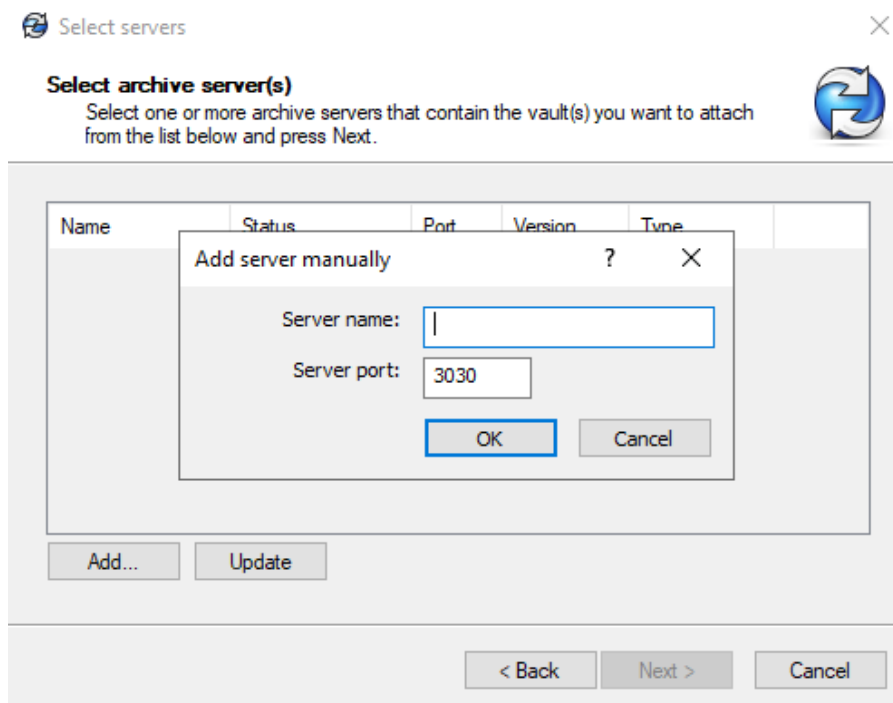 Select servers
Select archive server(s)
Select one or more archive servers that contain the vault(s) you want to attach
from the list below and press Next.
Name Status Port Version Type
Add server manually ?
Server name:
Server port: 3030
OK Cancel
Add... Update
< Back Next > Cancel